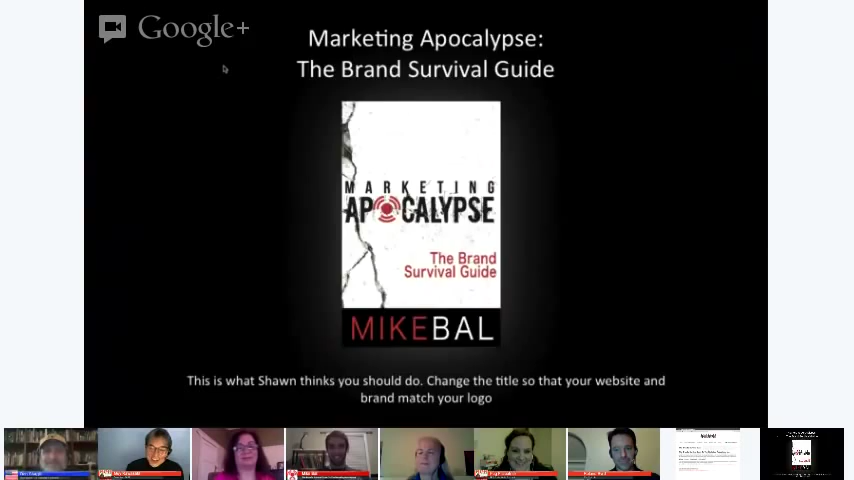 Google+
Marketing Apocalypse:
The Brand Survival Guide
MARKETING
APOCALYPSE
The Brand
Survival Guide
MIKEBAL
This is what Shawn thinks you should do. Change the title so that your website and
brand match your logo